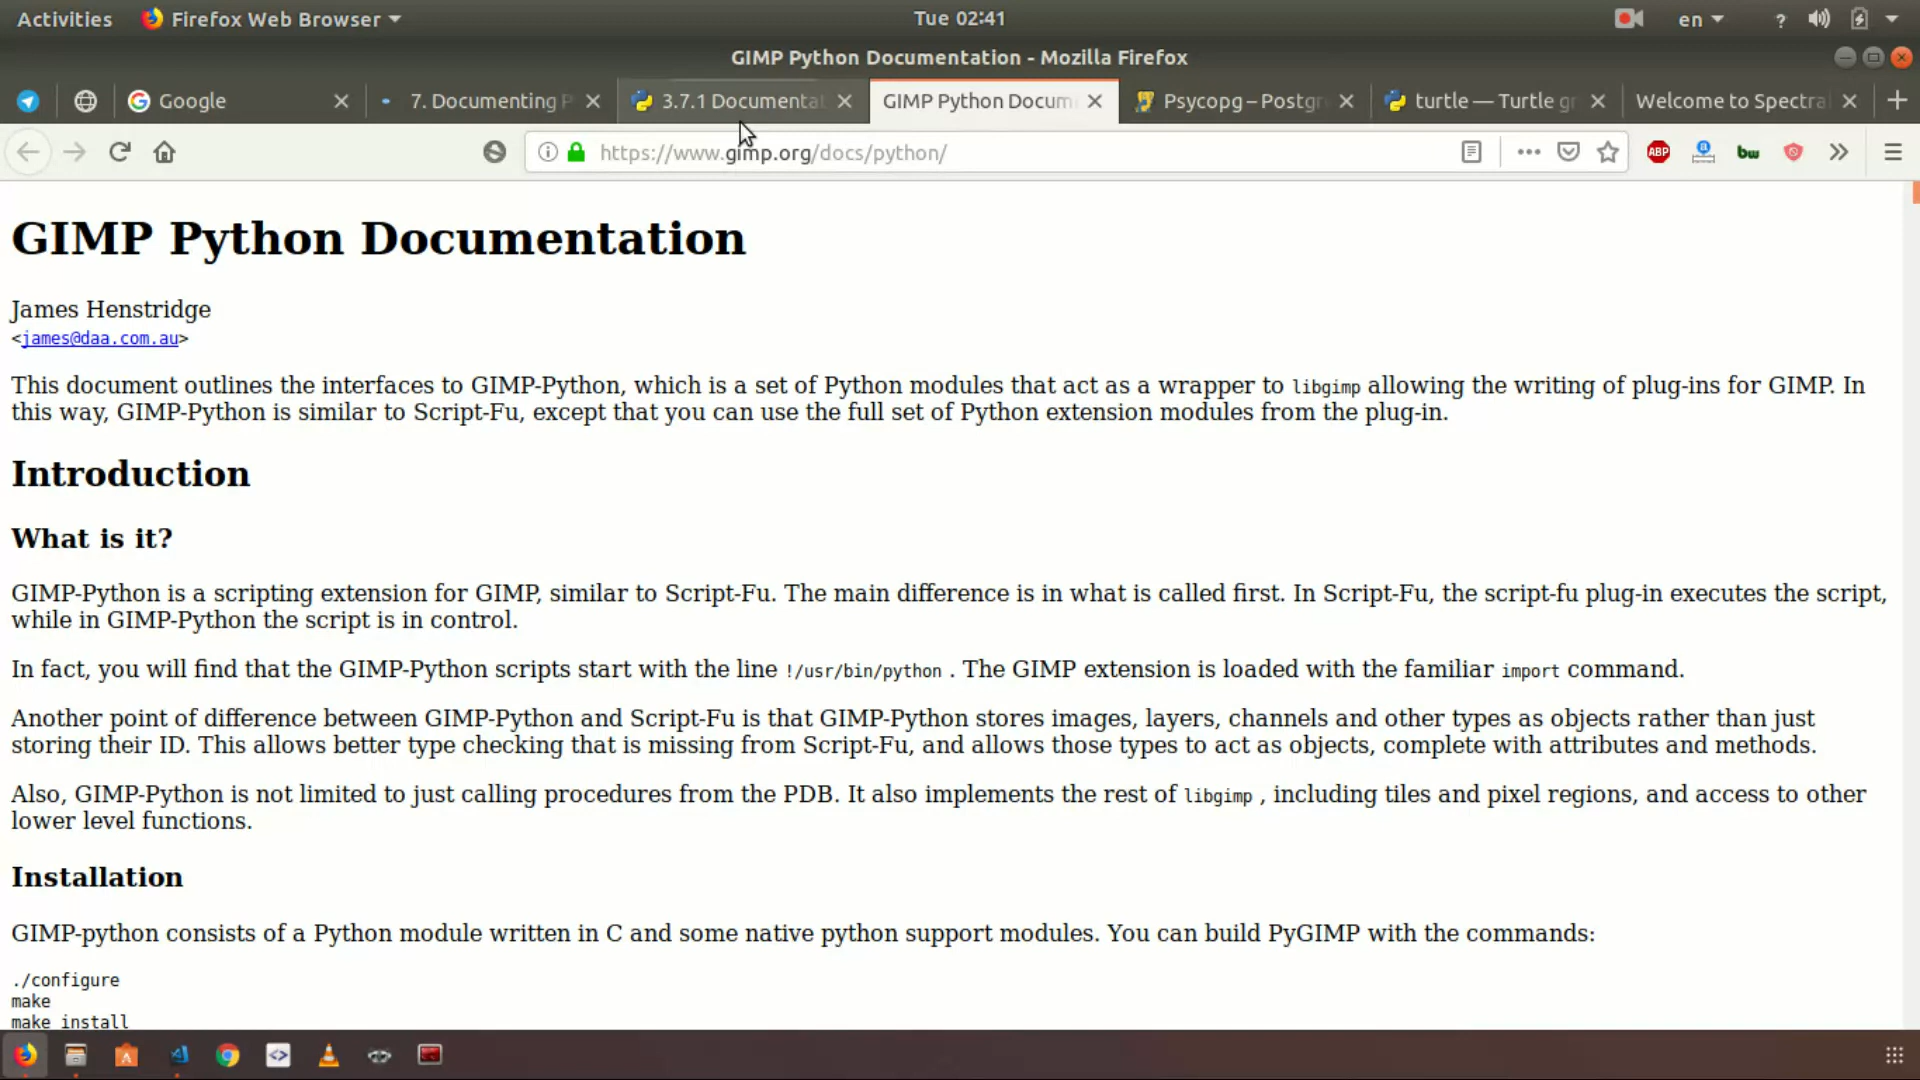 Activities
Firefox Web Browser
Tue 02:41
en
?
GIMP Python Documentation - Mozilla Firefox
Google
7. Documenting P
3.7.1 Documentat
GIMP Python Docum
Psycopg – Postgr
turtle — Turtle gr
Welcome to Spectra
https://www.gimp.org/docs/python/
ABP
bw
GIMP Python Documentation
James Henstridge
<james@daa.com.au>
This document outlines the interfaces to GIMP-Python, which is a set of Python modules that act as a wrapper to libgimp allowing the writing of plug-ins for GIMP. In
this way, GIMP-Python is similar to Script-Fu, except that you can use the full set of Python extension modules from the plug-in.
Introduction
What is it?
GIMP-Python is a scripting extension for GIMP, similar to Script-Fu. The main difference is in what is called first. In Script-Fu, the script-fu plug-in executes the script,
while in GIMP-Python the script is in control.
In fact, you will find that the GIMP-Python scripts start with the line !/usr/bin/python . The GIMP extension is loaded with the familiar import command.
Another point of difference between GIMP-Python and Script-Fu is that GIMP-Python stores images, layers, channels and other types as objects rather than just
storing their ID. This allows better type checking that is missing from Script-Fu, and allows those types to act as objects, complete with attributes and methods.
Also, GIMP-Python is not limited to just calling procedures from the PDB. It also implements the rest of libgimp , including tiles and pixel regions, and access to other
lower level functions.
Installation
GIMP-python consists of a Python module written in C and some native python support modules. You can build PyGIMP with the commands:
./configure
make
make install